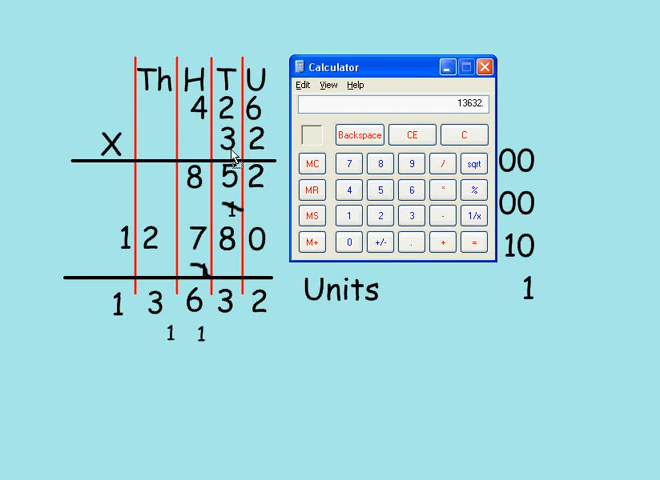 Th H T U
4 2 6
X 3 2
8 5 2
1
1 2 7 8 0
1
1 3 6 3 2
1 1
Calculator
Edit View Help
13632.
Backspace CE C
MC 7 8 9 / sqrt
MR 4 5 6 * %
MS 1 2 3 - 1/x
M+ 0 +/- . + =
00
00
10
Units 1